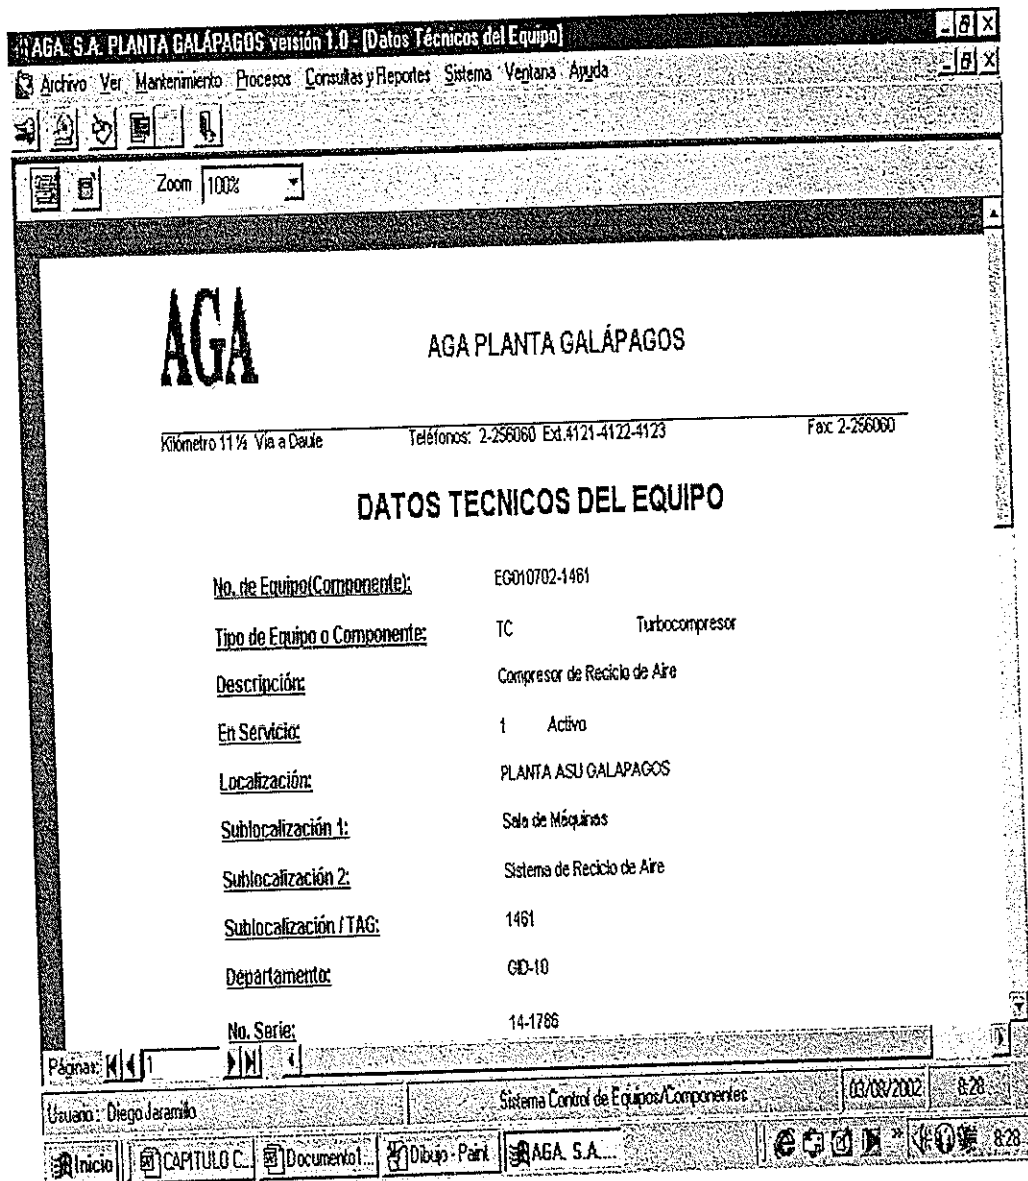 AGA. S.A. PLANTA GALÁPAGOS versión 1.0 - [Datos Técnicos del Equipo]
Archivo Ver Mantenimiento Procesos Consultas y Reportes Sistema Ventana Ayuda
Zoom 100%
AGA
AGA PLANTA GALÁPAGOS
Kilómetro 11 ½ Vía a Daule Teléfonos: 2-256060 Ext.4121-4122-4123 Fax: 2-256060
DATOS TECNICOS DEL EQUIPO
No. de Equipo(Componente): EG010702-1461
Tipo de Equipo o Componente: TC Turbocompresor
Descripción: Compresor de Reciclo de Aire
En Servicio: 1 Activo
Localización: PLANTA ASU GALAPAGOS
Sublocalización 1: Sala de Máquinas
Sublocalización 2: Sistema de Reciclo de Aire
Sublocalización / TAG: 1461
Departamento: GID-10
No. Serie: 14-1786
Páginas: 1
Usuario : Diego Jaramillo Sistema Control de Equipos/Componentes 03/08/2002 8:28
Inicio CAPITULO C... Documento1... Dibujo - Paint AGA. S.A.... 8:28